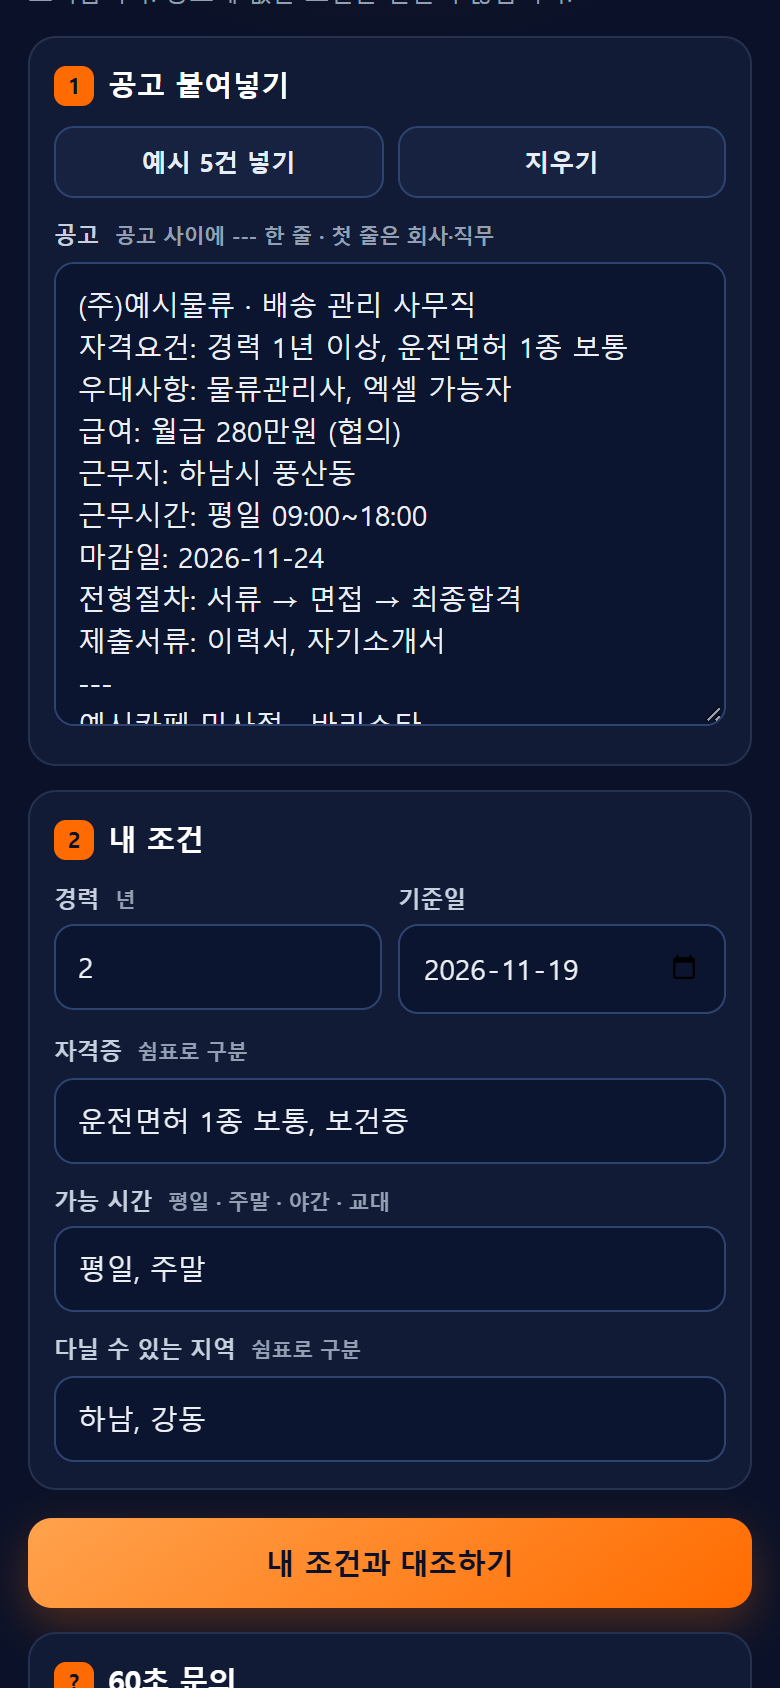 1 공고 붙여넣기
예시 5건 넣기
지우기
공고 공고 사이에 --- 한 줄 · 첫 줄은 회사·직무
(주)예시물류 · 배송 관리 사무직
자격요건: 경력 1년 이상, 운전면허 1종 보통
우대사항: 물류관리사, 엑셀 가능자
급여: 월급 280만원 (협의)
근무지: 하남시 풍산동
근무시간: 평일 09:00~18:00
마감일: 2026-11-24
전형절차: 서류 → 면접 → 최종합격
제출서류: 이력서, 자기소개서
---
예시카페 미사점
2 내 조건
경력 년
기준일
2
2026-11-19
자격증 쉼표로 구분
운전면허 1종 보통, 보건증
가능 시간 평일 · 주말 · 야간 · 교대
평일, 주말
다닐 수 있는 지역 쉼표로 구분
하남, 강동
내 조건과 대조하기
? 60초 문의